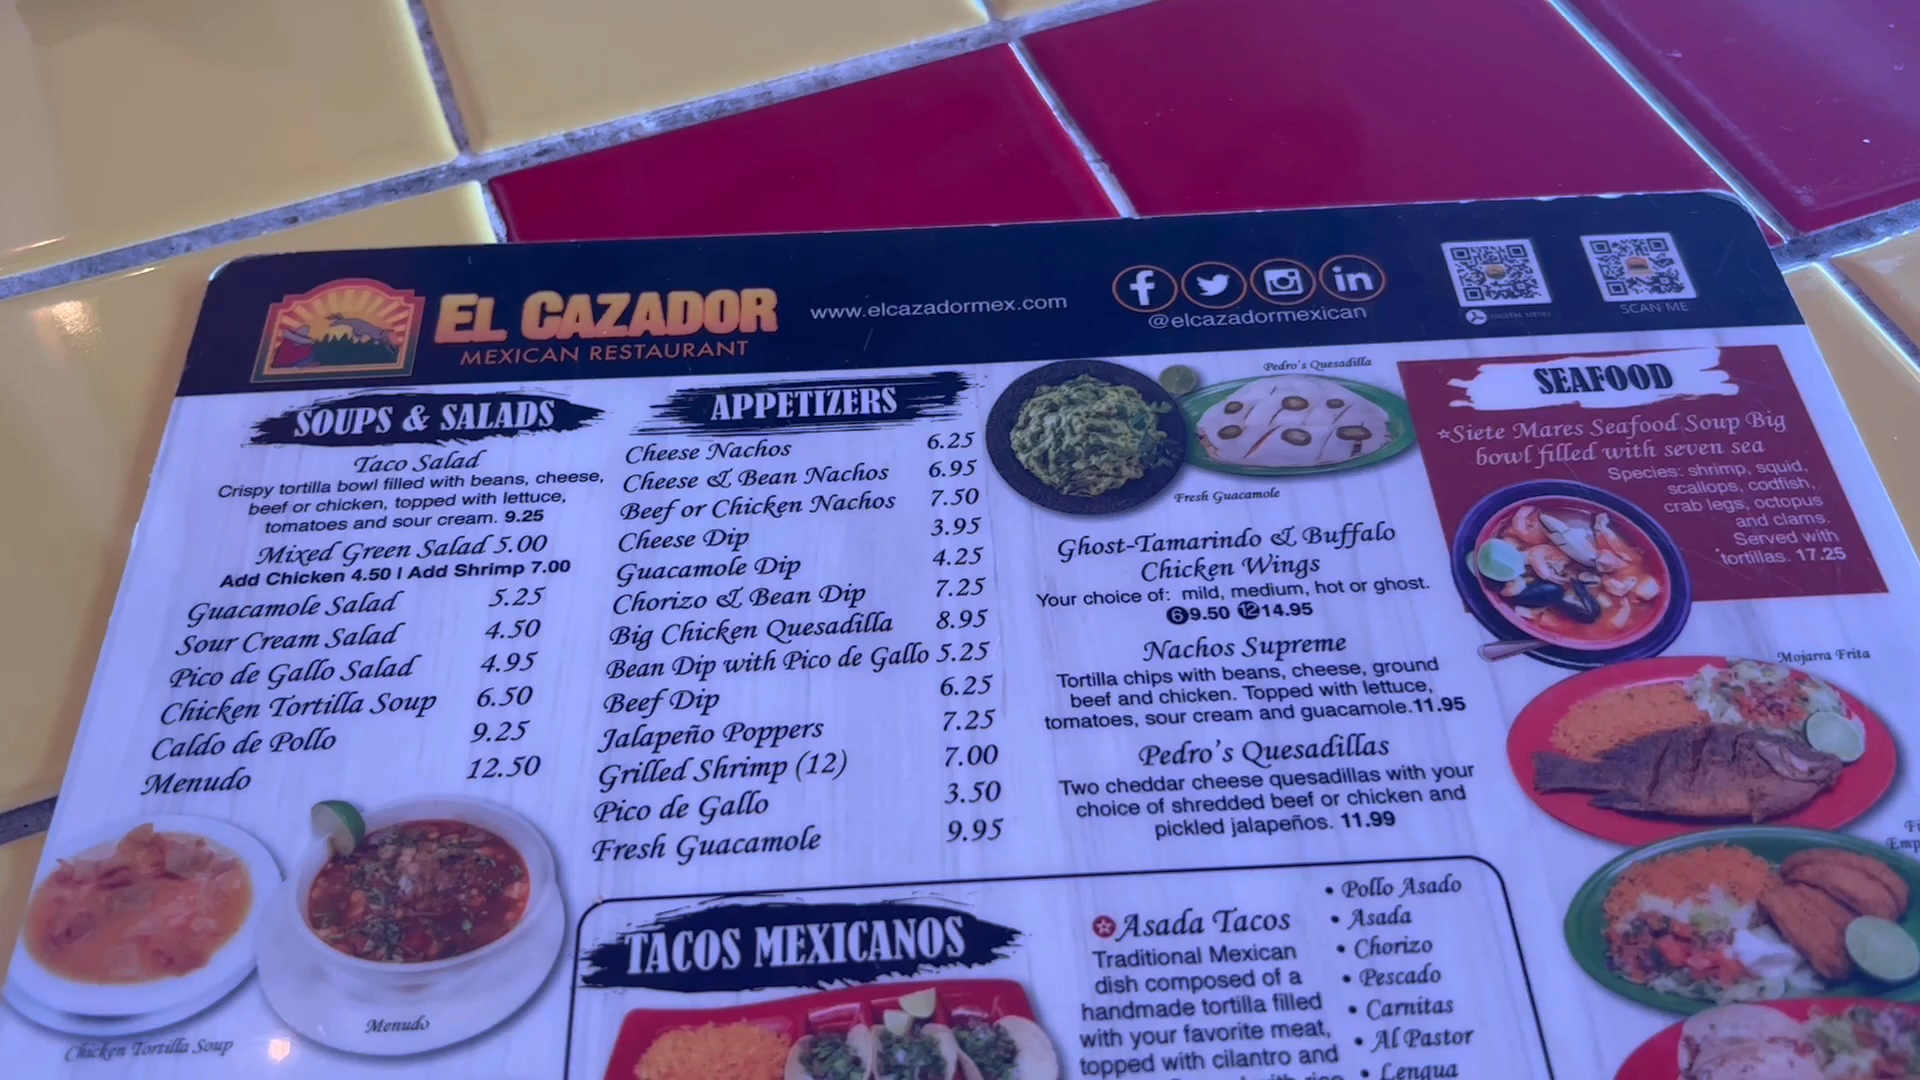 EL CAZADOR
MEXICAN RESTAURANT
www.elcazadormex.com
@elcazadormexican
DIGITAL MENU
SCAN ME
SOUPS & SALADS
Taco Salad
Crispy tortilla bowl filled with beans, cheese,
beef or chicken, topped with lettuce,
tomatoes and sour cream. 9.25
Mixed Green Salad 5.00
Add Chicken 4.50 | Add Shrimp 7.00
Guacamole Salad 5.25
Sour Cream Salad 4.50
Pico de Gallo Salad 4.95
Chicken Tortilla Soup 6.50
Caldo de Pollo 9.25
Menudo 12.50
Chicken Tortilla Soup
Menudo
APPETIZERS
Cheese Nachos 6.25
Cheese & Bean Nachos 6.95
Beef or Chicken Nachos 7.50
Cheese Dip 3.95
Guacamole Dip 4.25
Chorizo & Bean Dip 7.25
Big Chicken Quesadilla 8.95
Bean Dip with Pico de Gallo 5.25
Beef Dip 6.25
Jalapeño Poppers 7.25
Grilled Shrimp (12) 7.00
Pico de Gallo 3.50
Fresh Guacamole 9.95
Pedro's Quesadilla
Fresh Guacamole
Ghost-Tamarindo & Buffalo
Chicken Wings
Your choice of: mild, medium, hot or ghost.
6 9.50 12 14.95
Nachos Supreme
Tortilla chips with beans, cheese, ground
beef and chicken. Topped with lettuce,
tomatoes, sour cream and guacamole. 11.95
Pedro's Quesadillas
Two cheddar cheese quesadillas with your
choice of shredded beef or chicken and
pickled jalapeños. 11.99
SEAFOOD
☆Siete Mares Seafood Soup Big
bowl filled with seven sea
Species: shrimp, squid,
scallops, codfish,
crab legs, octopus
and clams.
Served with
tortillas. 17.25
Mojarra Frita
TACOS MEXICANOS
Asada Tacos
Traditional Mexican
dish composed of a
handmade tortilla filled
with your favorite meat,
topped with cilantro and
• Pollo Asado
• Asada
• Chorizo
• Pescado
• Carnitas
• Al Pastor
• Lengua